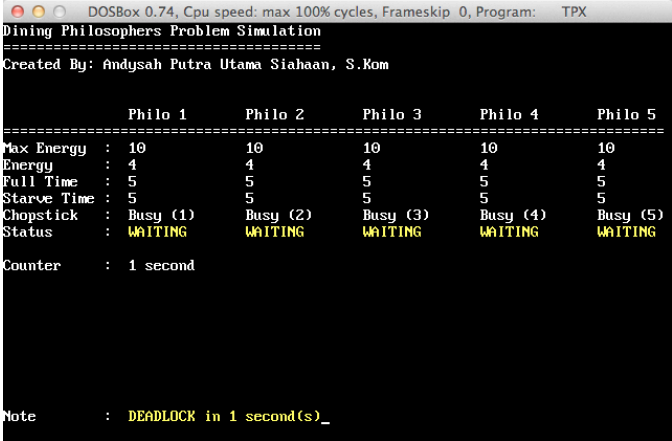 DOSBox 0.74, Cpu speed: max 100% cycles, Frameskip 0, Program: TPX
Dining Philosophers Problem Simulation
======================================
Created By: Andysah Putra Utama Siahaan, S.Kom
Philo 1 Philo 2 Philo 3 Philo 4 Philo 5
===============================================================================
Max Energy : 10 10 10 10 10
Energy : 4 4 4 4 4
Full Time : 5 5 5 5 5
Starve Time : 5 5 5 5 5
Chopstick : Busy (1) Busy (2) Busy (3) Busy (4) Busy (5)
Status : WAITING WAITING WAITING WAITING WAITING
Counter : 1 second
Note : DEADLOCK in 1 second(s)_